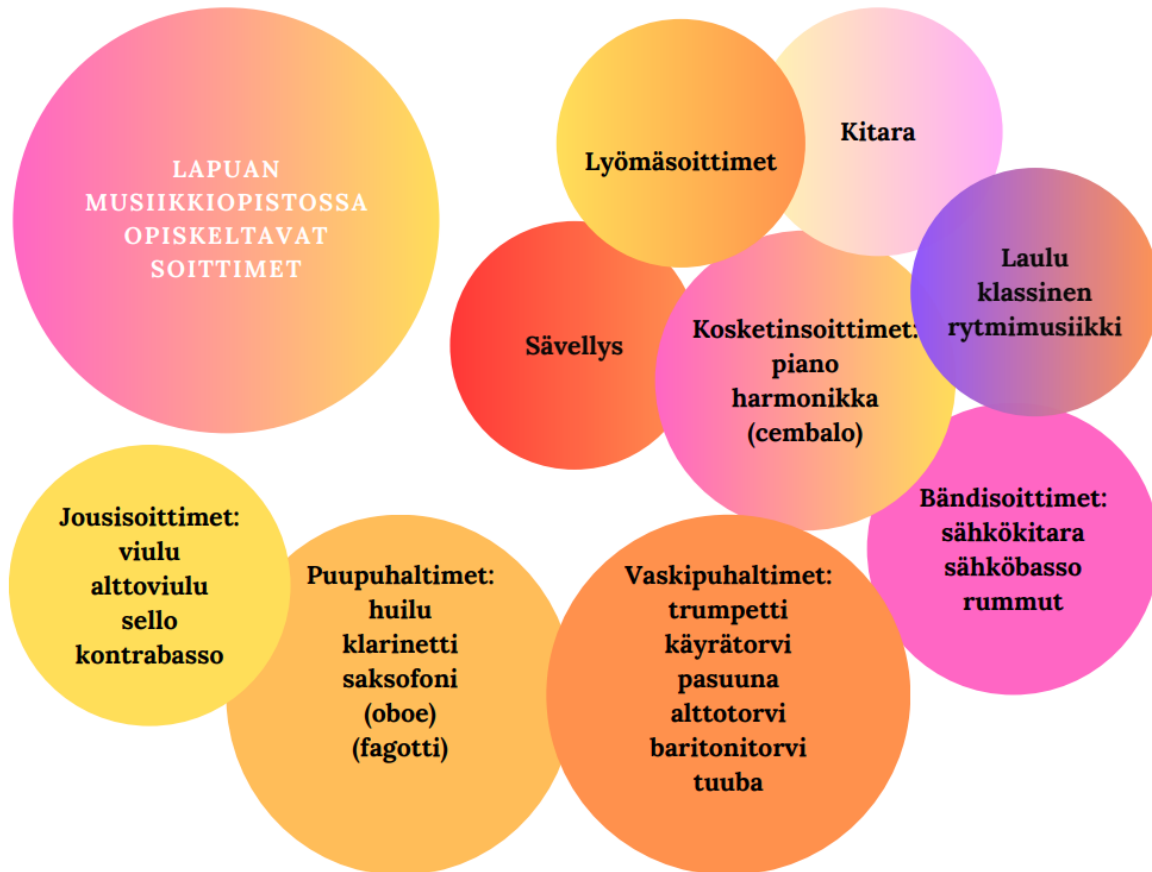 LAPUAN
MUSIIKKIOPISTOSSA
OPISKELTAVAT
SOITTIMET
Lyömäsoittimet
Kitara
Laulu
klassinen
rytmimusiikki
Sävellys
Kosketinsoittimet:
piano
harmonikka
(cembalo)
Bändisoittimet:
sähkökitara
sähköbasso
rummut
Jousisoittimet:
viulu
alttoviulu
sello
kontrabasso
Puupuhaltimet:
huilu
klarinetti
saksofoni
(oboe)
(fagotti)
Vaskipuhaltimet:
trumpetti
käyrätorvi
pasuuna
alttotorvi
baritonitorvi
tuuba